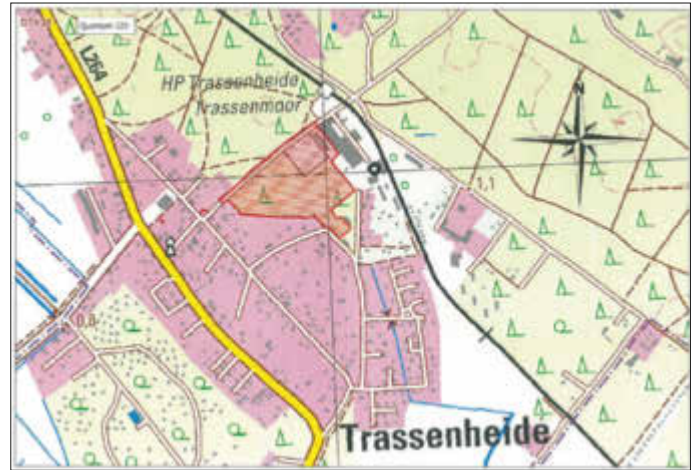 L264
HP Trassenheide
Trassenmoor
N
1,1
0,8
Trassenheide